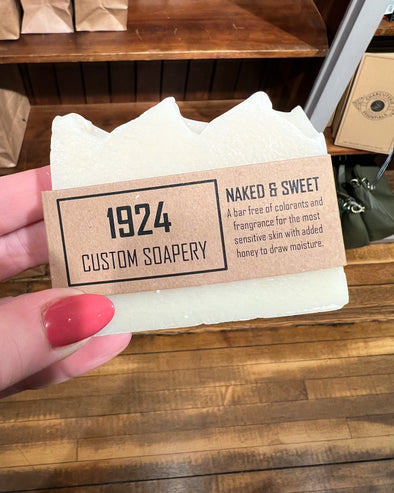 1924
CUSTOM SOAPERY
NAKED & SWEET
A bar free of colorants and
frangrance for the most
sensitive skin with added
honey to draw moisture.